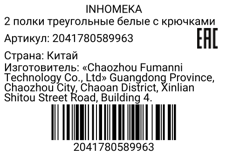 INHOMEKA
2 полки треугольные белые с крючками
Артикул: 2041780589963
EAC
Страна: Китай
Изготовитель: «Chaozhou Fumanni
Technology Co., Ltd» Guangdong Province,
Chaozhou City, Chaoan District, Xinlian
Shitou Street Road, Building 4.
2041780589963